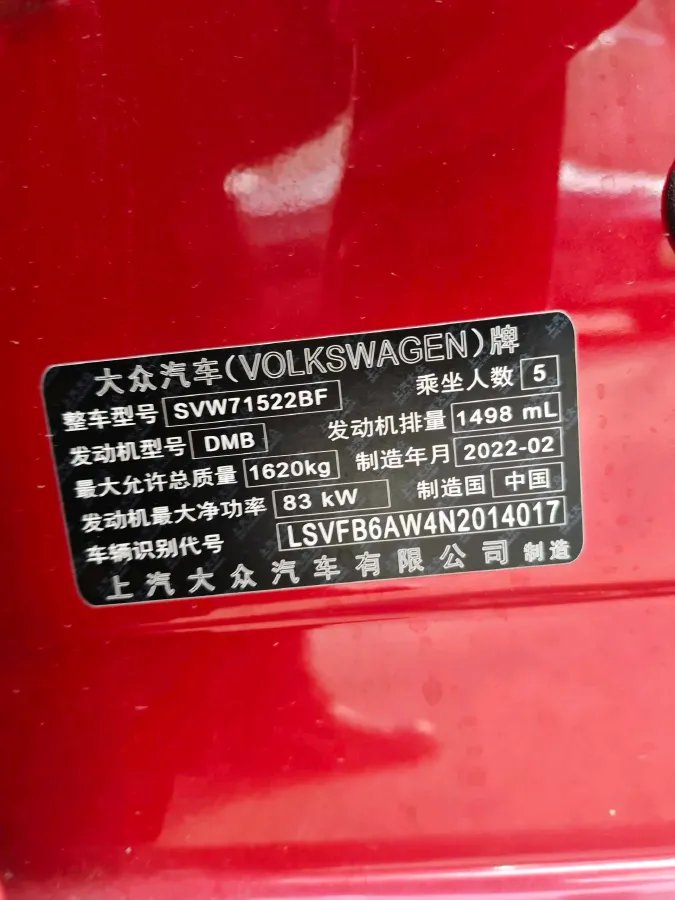 大众汽车(VOLKSWAGEN)牌
整车型号 SVW71522BF 乘坐人数 5
发动机型号 DMB 发动机排量 1498 mL
最大允许总质量 1620kg 制造年月 2022-02
发动机最大净功率 83 kW 制造国 中国
车辆识别代号 LSVFB6AW4N2014017
上汽大众汽车有限公司 制造